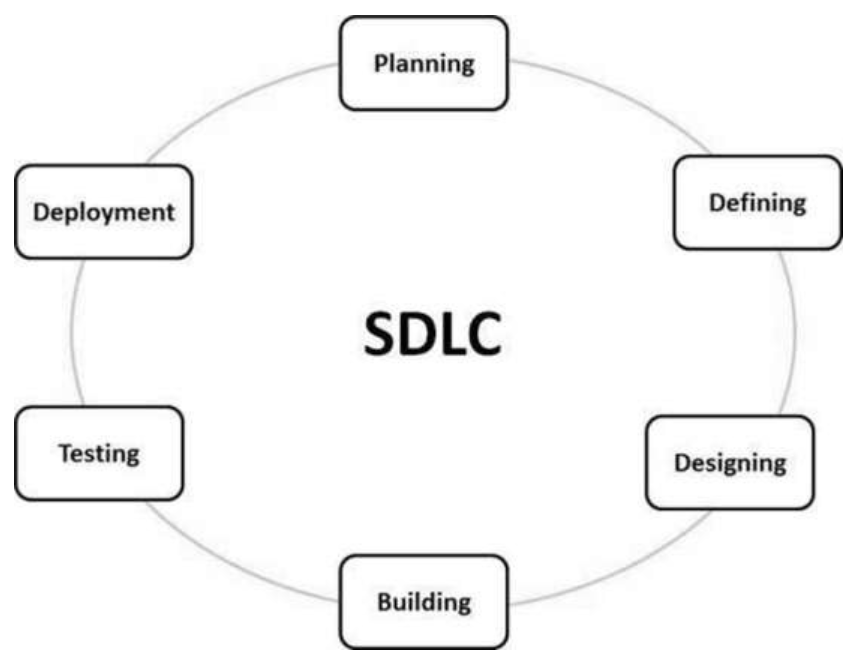 Planning
Defining
Designing
Building
Testing
Deployment
SDLC